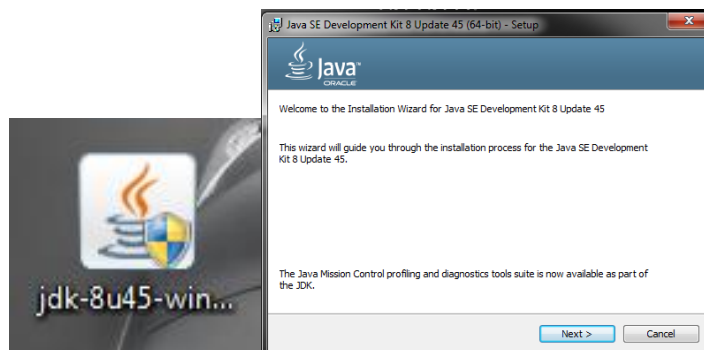 jdk-8u45-win...
Java SE Development Kit 8 Update 45 (64-bit) - Setup
Java™
ORACLE
Welcome to the Installation Wizard for Java SE Development Kit 8 Update 45
This wizard will guide you through the installation process for the Java SE Development
Kit 8 Update 45.
The Java Mission Control profiling and diagnostics tools suite is now available as part of
the JDK.
Next >
Cancel